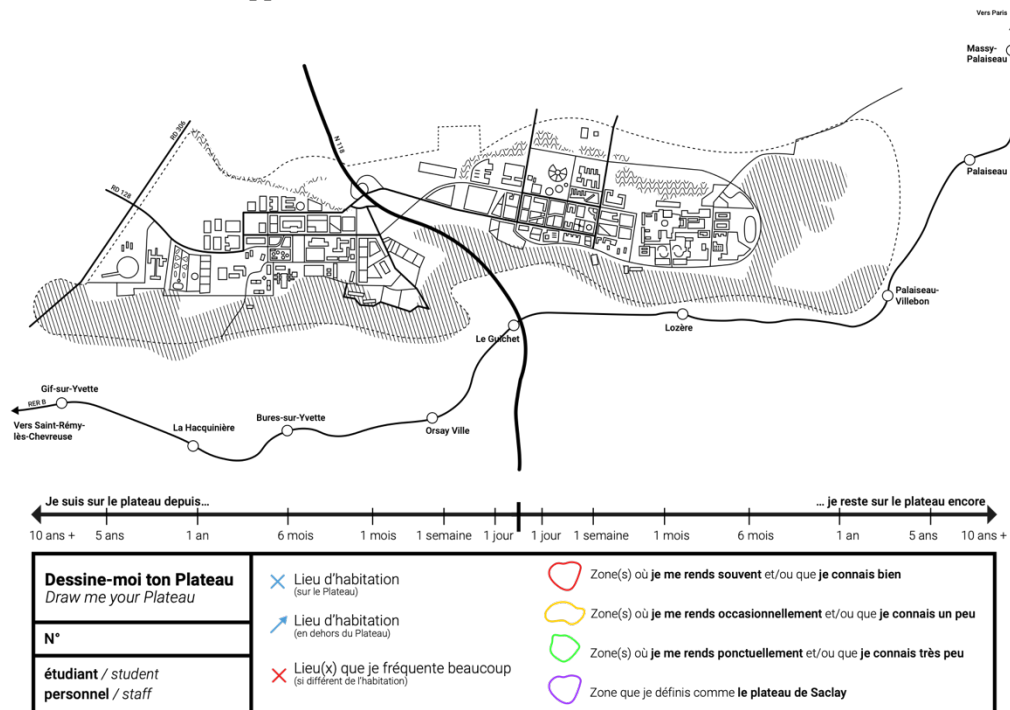 Vers Paris
Massy-
Palaiseau
RD 306
N 118
Palaiseau
RD 128
Palaiseau-
Villebon
Lozère
Le Guichet
Gif-sur-Yvette
RER B
Vers Saint-Rémy-
lès-Chevreuse
La Hacquinière
Bures-sur-Yvette
Orsay Ville
Je suis sur le plateau depuis...
... je reste sur le plateau encore
10 ans + 5 ans 1 an 6 mois 1 mois 1 semaine 1 jour 1 jour 1 semaine 1 mois 6 mois 1 an 5 ans 10 ans +
Dessine-moi ton Plateau
Draw me your Plateau
N°
étudiant / student
personnel / staff
Lieu d'habitation
(sur le Plateau)
Lieu d'habitation
(en dehors du Plateau)
Lieu(x) que je fréquente beaucoup
(si différent de l'habitation)
Zone(s) où je me rends souvent et/ou que je connais bien
Zone(s) où je me rends occasionnellement et/ou que je connais un peu
Zone(s) où je me rends ponctuellement et/ou que je connais très peu
Zone que je définis comme le plateau de Saclay